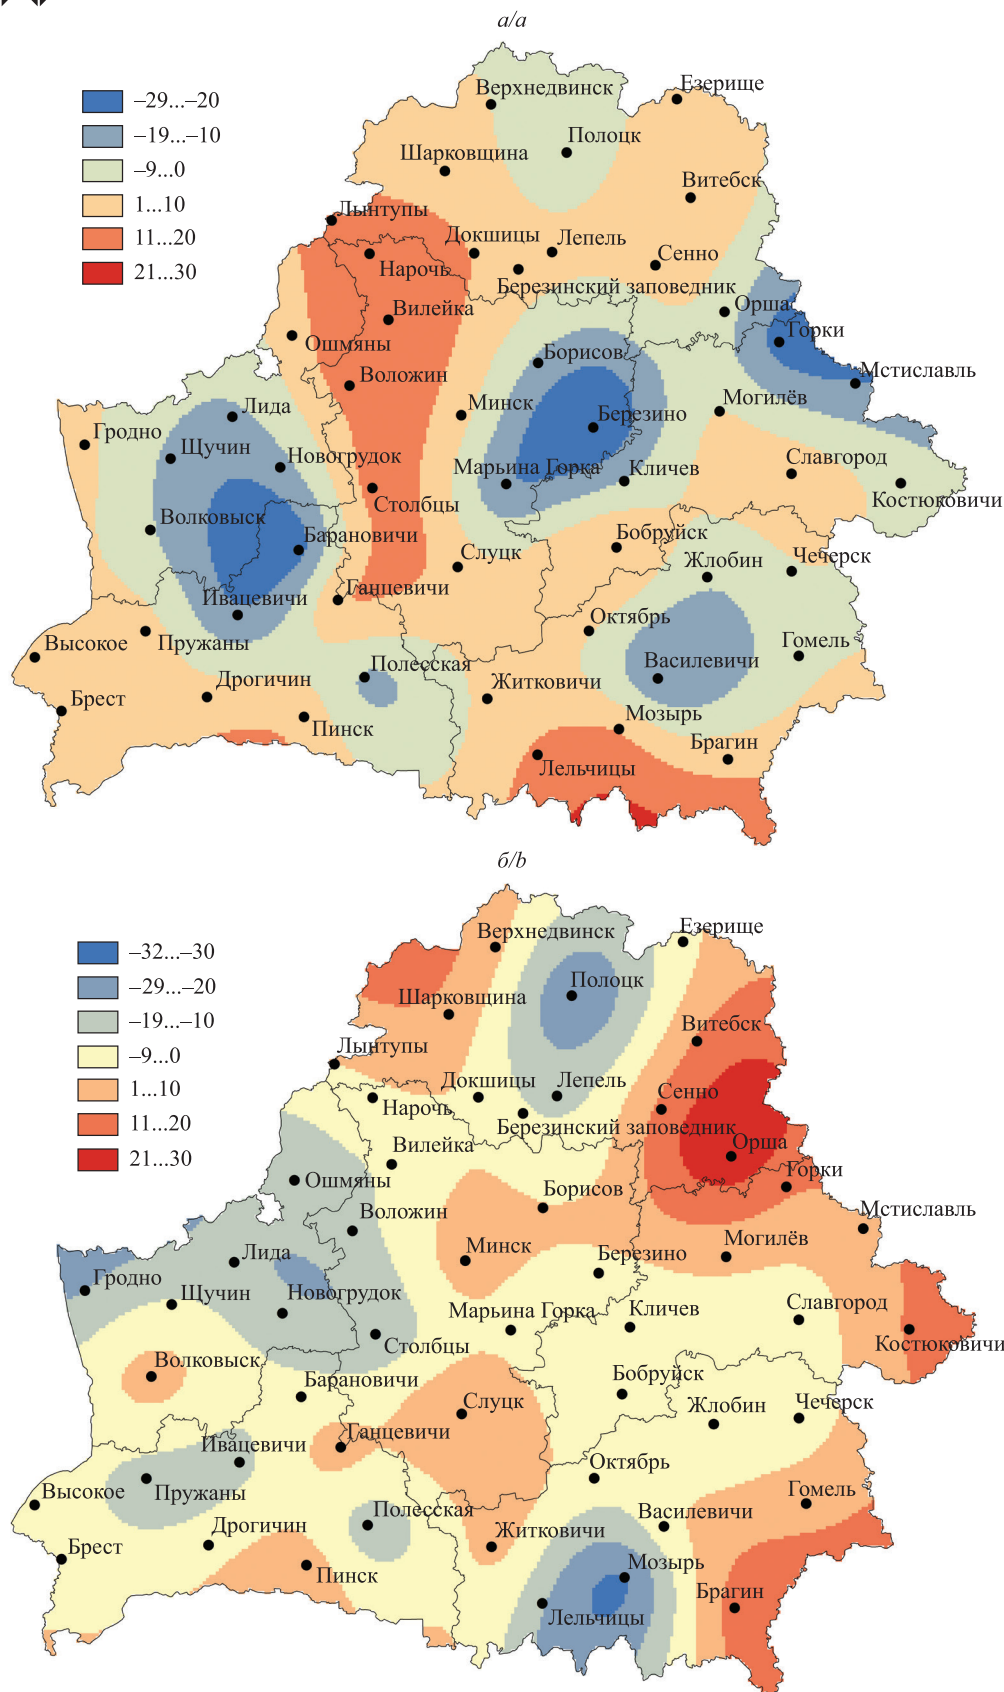 а/a
–29...–20
–19...–10
–9...0
1...10
11...20
21...30
Верхнедвинск
Езерище
Полоцк
Шарковщина
Витебск
Лынтупы
Докшицы
Лепель
Сенно
Нарочь
Березинский заповедник
Орша
Вилейка
Горки
Ошмяны
Борисов
Мстиславль
Воложин
Минск
Березино
Могилёв
Лида
Гродно
Щучин
Новогрудок
Марьина Горка
Кличев
Славгород
Костюковичи
Столбцы
Волковыск
Барановичи
Бобруйск
Слуцк
Жлобин
Чечерск
Ганцевичи
Ивацевичи
Октябрь
Высокое
Пружаны
Гомель
Полесская
Василевичи
Дрогичин
Житковичи
Брест
Пинск
Мозырь
Брагин
Лельчицы
б/b
–32...–30
–29...–20
–19...–10
–9...0
1...10
11...20
21...30
Верхнедвинск
Езерище
Полоцк
Шарковщина
Витебск
Лынтупы
Докшицы
Лепель
Сенно
Нарочь
Березинский заповедник
Орша
Вилейка
Горки
Ошмяны
Борисов
Мстиславль
Воложин
Минск
Березино
Могилёв
Лида
Гродно
Щучин
Новогрудок
Марьина Горка
Кличев
Славгород
Костюковичи
Столбцы
Волковыск
Барановичи
Бобруйск
Слуцк
Жлобин
Чечерск
Ганцевичи
Ивацевичи
Октябрь
Высокое
Пружаны
Гомель
Полесская
Василевичи
Дрогичин
Житковичи
Брест
Пинск
Мозырь
Брагин
Лельчицы